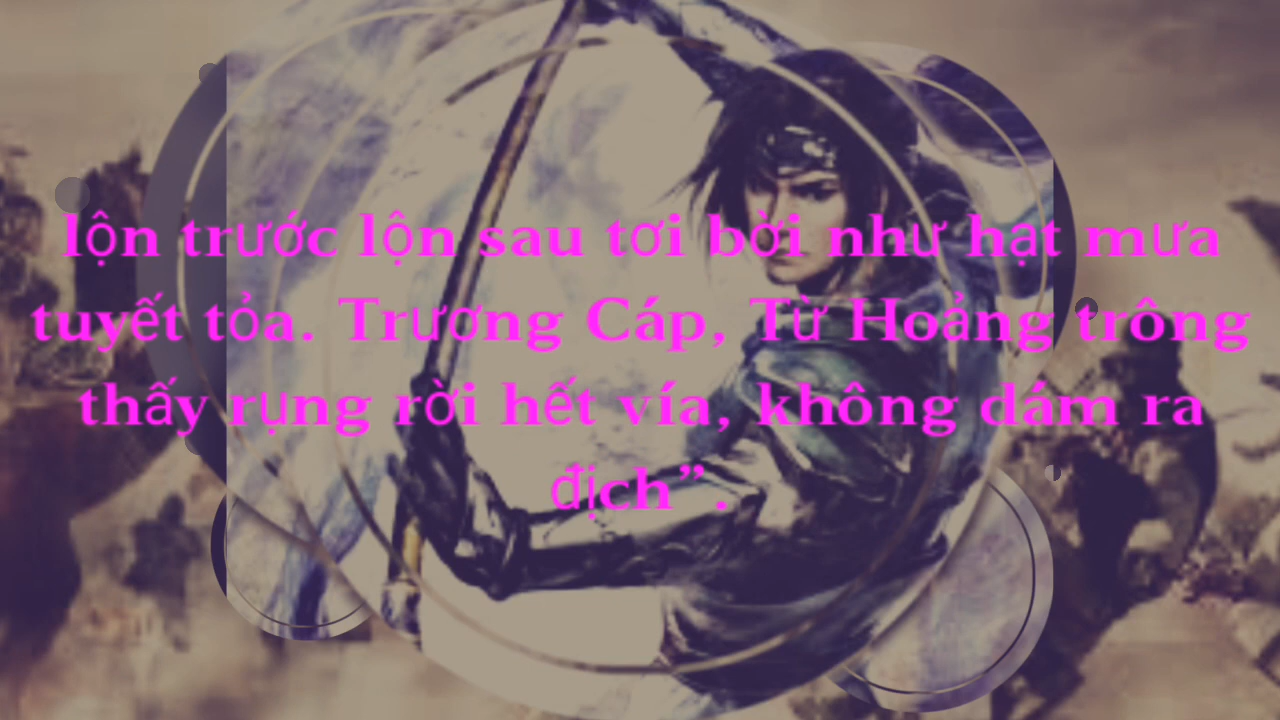 lộn trước lộn sau tơi bời như hạt mưa
tuyết tỏa. Trương Cáp, Từ Hoảng trông
thấy rụng rời hết vía, không dám ra
địch”.